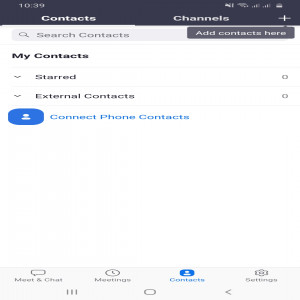 10:39
Contacts
Channels
Search Contacts
Add contacts here
My Contacts
Starred 0
External Contacts 0
Connect Phone Contacts
Meet & Chat
Meetings
Contacts
Settings